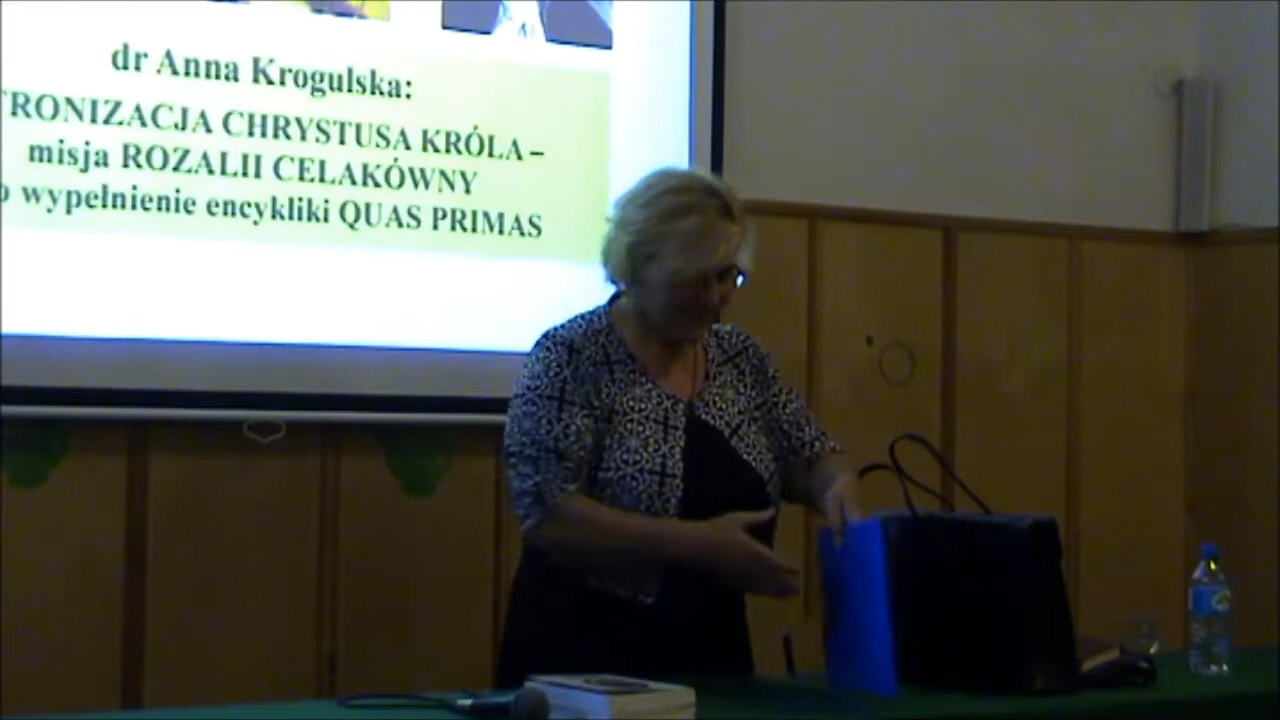 dr Anna Krogulska:
TRONIZACJA CHRYSTUSA KRÓLA –
misja ROZALII CELAKÓWNY
o wypełnienie encykliki QUAS PRIMAS